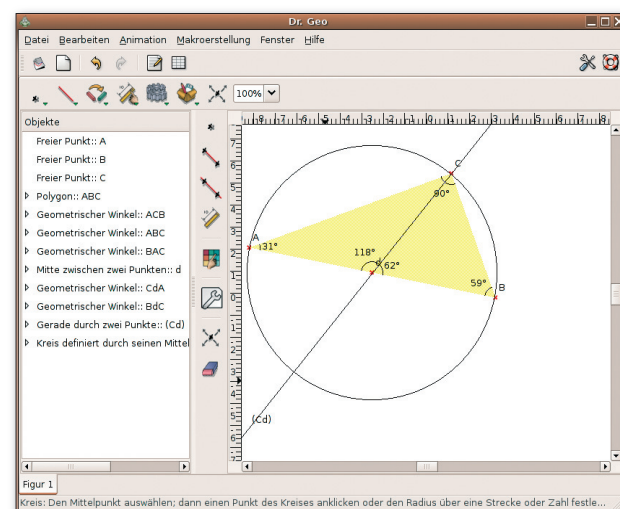 Dr. Geo
Datei Bearbeiten Animation Makroerstellung Fenster Hilfe
100%
Objekte
Freier Punkt:: A
Freier Punkt:: B
Freier Punkt:: C
Polygon:: ABC
Geometrischer Winkel:: ACB
Geometrischer Winkel:: ABC
Geometrischer Winkel:: BAC
Mitte zwischen zwei Punkten:: d
Geometrischer Winkel:: CdA
Geometrischer Winkel:: BdC
Gerade durch zwei Punkte:: (Cd)
Kreis definiert durch seinen Mittel
C
90°
A
31°
118°
d
62°
59°
B
(Cd)
Figur 1
Kreis: Den Mittelpunkt auswählen; dann einen Punkt des Kreises anklicken oder den Radius über eine Strecke oder Zahl festle...